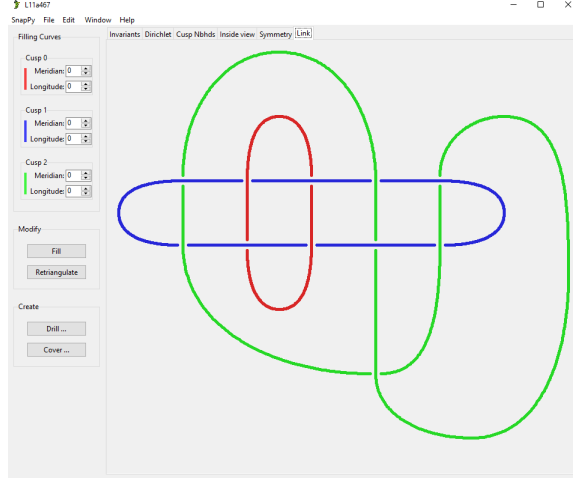 L11a467
SnapPy File Edit Window Help
Filling Curves
Invariants Dirichlet Cusp Nbhds Inside view Symmetry Link
Cusp 0
Meridian: 0
Longitude: 0
Cusp 1
Meridian: 0
Longitude: 0
Cusp 2
Meridian: 0
Longitude: 0
Modify
Fill
Retriangulate
Create
Drill ...
Cover ...